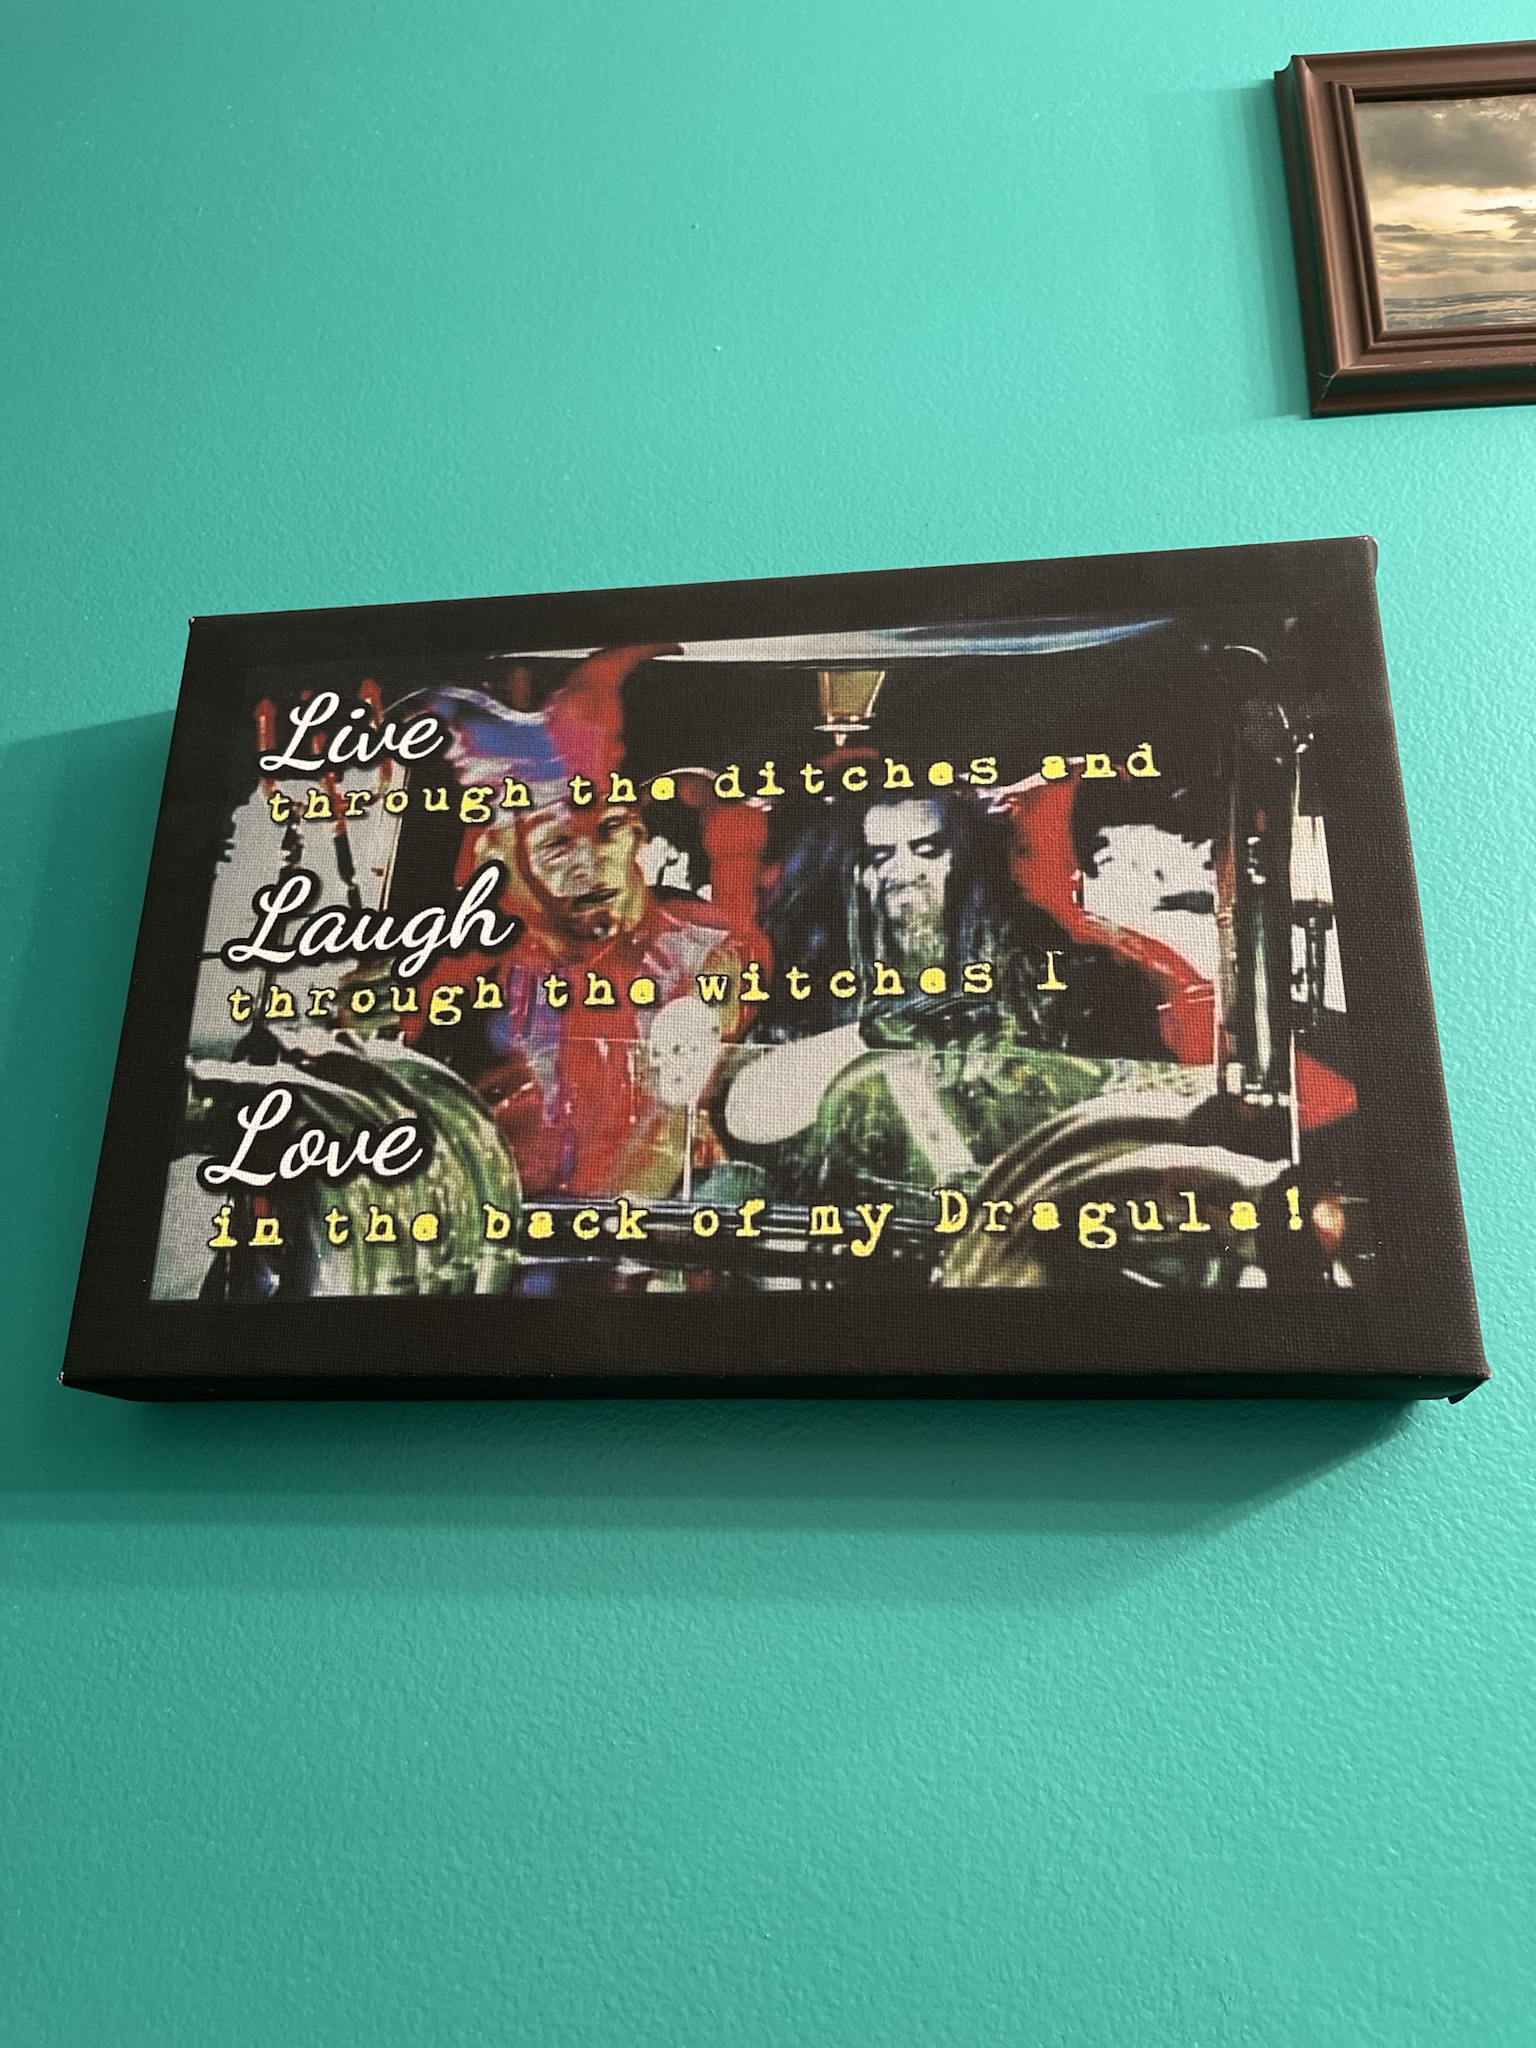 Live
through the ditches and
Laugh
through the witches I
Love
in the back of my Dragula!